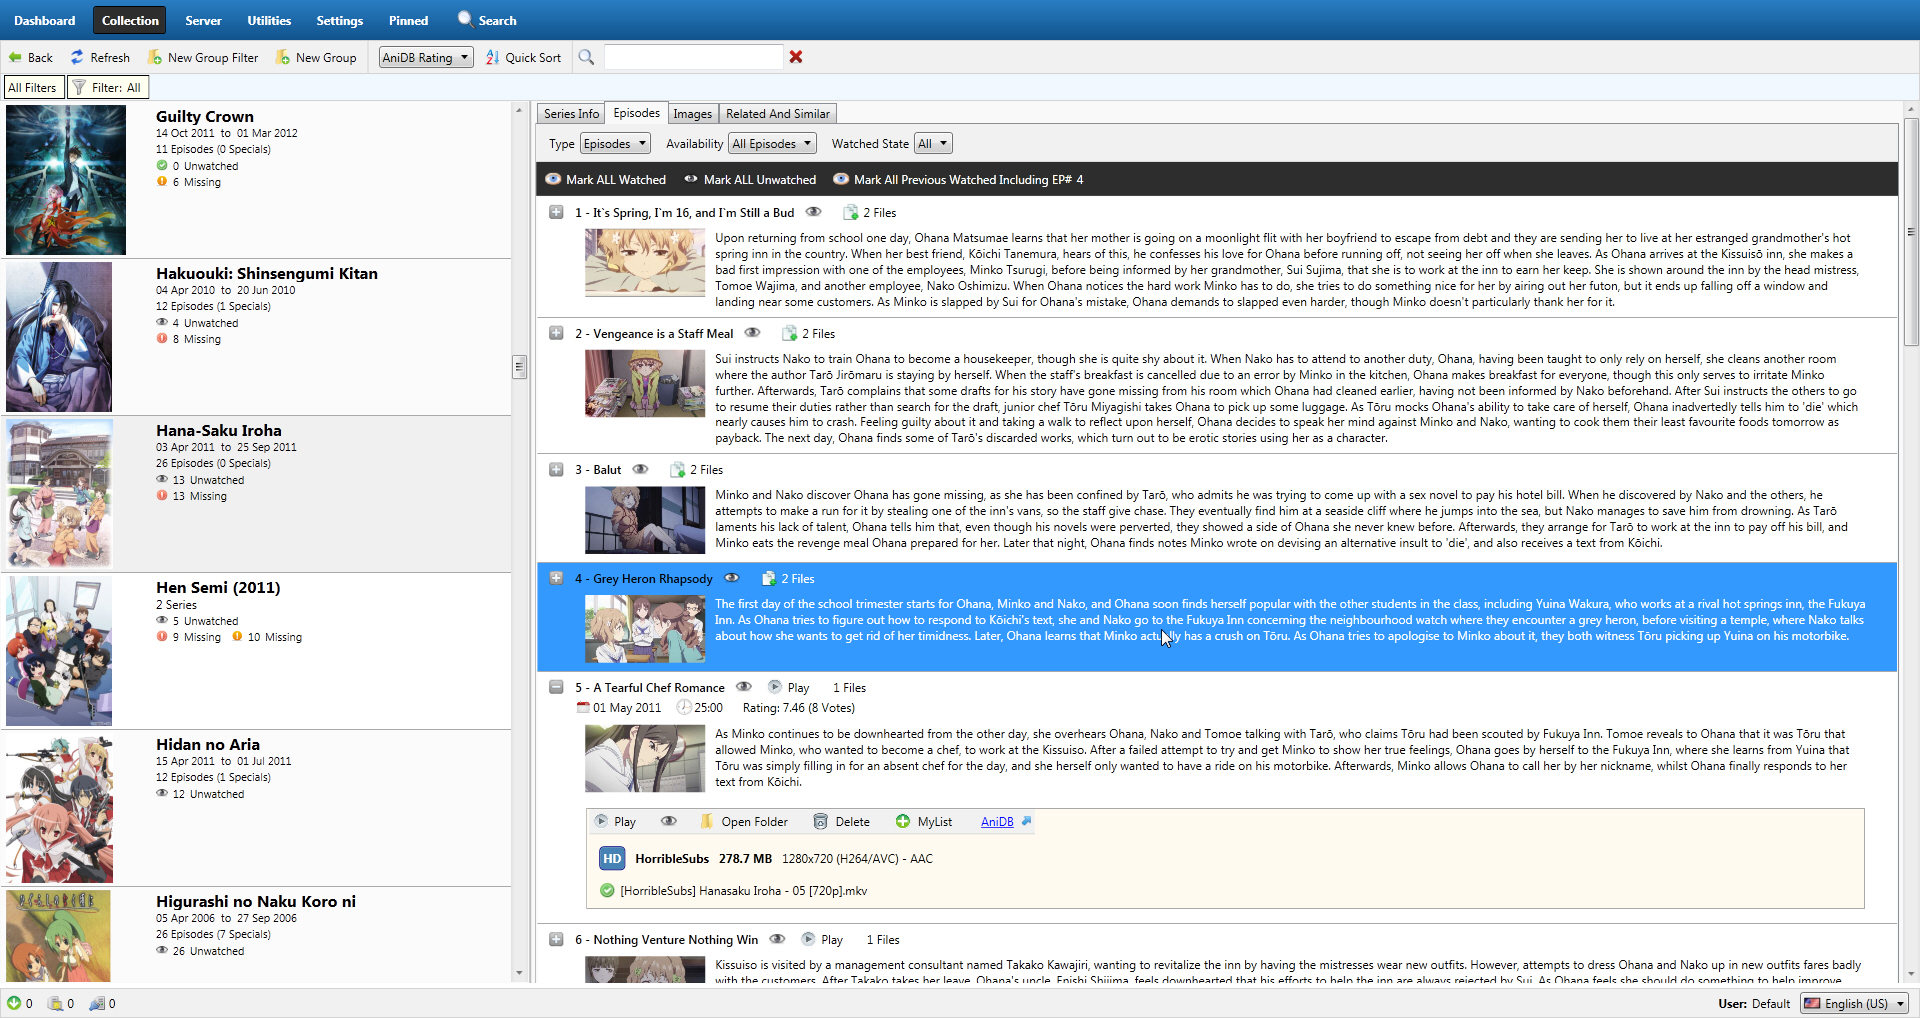 Dashboard Collection Server Utilities Settings Pinned Search
Back Refresh New Group Filter New Group AniDB Rating Quick Sort
All Filters Filter: All
Guilty Crown
14 Oct 2011 to 01 Mar 2012
11 Episodes (0 Specials)
0 Unwatched
6 Missing
Hakuouki: Shinsengumi Kitan
04 Apr 2010 to 20 Jun 2010
12 Episodes (1 Specials)
4 Unwatched
8 Missing
Hana-Saku Iroha
03 Apr 2011 to 25 Sep 2011
26 Episodes (0 Specials)
13 Unwatched
13 Missing
Hen Semi (2011)
2 Series
5 Unwatched
9 Missing 10 Missing
Hidan no Aria
15 Apr 2011 to 01 Jul 2011
12 Episodes (1 Specials)
12 Unwatched
Higurashi no Naku Koro ni
05 Apr 2006 to 27 Sep 2006
26 Episodes (7 Specials)
26 Unwatched
Series Info Episodes Images Related And Similar
Type Episodes Availability All Episodes Watched State All
Mark ALL Watched Mark ALL Unwatched Mark All Previous Watched Including EP# 4
1 - It`s Spring, I`m 16, and I`m Still a Bud 2 Files
Upon returning from school one day, Ohana Matsumae learns that her mother is going on a moonlight flit with her boyfriend to escape from debt and they are sending her to live at her estranged grandmother's hot
spring inn in the country. When her best friend, Kōichi Tanemura, hears of this, he confesses his love for Ohana before running off, not seeing her off when she leaves. As Ohana arrives at the Kissuisō inn, she makes a
bad first impression with one of the employees, Minko Tsurugi, before being informed by her grandmother, Sui Sujima, that she is to work at the inn to earn her keep. She is shown around the inn by the head mistress,
Tomoe Wajima, and another employee, Nako Oshimizu. When Ohana notices the hard work Minko has to do, she tries to do something nice for her by airing out her futon, but it ends up falling off a window and
landing near some customers. As Minko is slapped by Sui for Ohana's mistake, Ohana demands to slapped even harder, though Minko doesn't particularly thank her for it.
2 - Vengeance is a Staff Meal 2 Files
Sui instructs Nako to train Ohana to become a housekeeper, though she is quite shy about it. When Nako has to attend to another duty, Ohana, having been taught to only rely on herself, she cleans another room
where the author Tarō Jirōmaru is staying by herself. When the staff's breakfast is cancelled due to an error by Minko in the kitchen, Ohana makes breakfast for everyone, though this only serves to irritate Minko
further. Afterwards, Tarō complains that some drafts for his story have gone missing from his room which Ohana had cleaned earlier, having not been informed by Nako beforehand. After Sui instructs the others to go
to resume their duties rather than search for the draft, junior chef Tōru Miyagishi takes Ohana to pick up some luggage. As Tōru mocks Ohana's ability to take care of herself, Ohana inadvertedly tells him to 'die' which
nearly causes him to crash. Feeling guilty about it and taking a walk to reflect upon herself, Ohana decides to speak her mind against Minko and Nako, wanting to cook them their least favourite foods tomorrow as
payback. The next day, Ohana finds some of Tarō's discarded works, which turn out to be erotic stories using her as a character.
3 - Balut 2 Files
Minko and Nako discover Ohana has gone missing, as she has been confined by Tarō, who admits he was trying to come up with a sex novel to pay his hotel bill. When he discovered by Nako and the others, he
attempts to make a run for it by stealing one of the inn's vans, so the staff give chase. They eventually find him at a seaside cliff where he jumps into the sea, but Nako manages to save him from drowning. As Tarō
laments his lack of talent, Ohana tells him that, even though his novels were perverted, they showed a side of Ohana she never knew before. Afterwards, they arrange for Tarō to work at the inn to pay off his bill, and
Minko eats the revenge meal Ohana prepared for her. Later that night, Ohana finds notes Minko wrote on devising an alternative insult to 'die', and also receives a text from Kōichi.
4 - Grey Heron Rhapsody 2 Files
The first day of the school trimester starts for Ohana, Minko and Nako, and Ohana soon finds herself popular with the other students in the class, including Yuina Wakura, who works at a rival hot springs inn, the Fukuya
Inn. As Ohana tries to figure out how to respond to Kōichi's text, she and Nako go to the Fukuya Inn concerning the neighbourhood watch where they encounter a grey heron, before visiting a temple, where Nako talks
about how she wants to get rid of her timidness. Later, Ohana learns that Minko actually has a crush on Tōru. As Ohana tries to apologise to Minko about it, they both witness Tōru picking up Yuina on his motorbike.
5 - A Tearful Chef Romance Play 1 Files
01 May 2011 25:00 Rating: 7.46 (8 Votes)
As Minko continues to be downhearted from the other day, she overhears Ohana, Nako and Tomoe talking with Tarō, who claims Tōru had been scouted by Fukuya Inn. Tomoe reveals to Ohana that it was Tōru that
allowed Minko, who wanted to become a chef, to work at the Kissuiso. After a failed attempt to try and get Minko to show her true feelings, Ohana goes by herself to the Fukuya Inn, where she learns from Yuina that
Tōru was simply filling in for an absent chef for the day, and she herself only wanted to have a ride on his motorbike. Afterwards, Minko allows Ohana to call her by her nickname, whilst Ohana finally responds to her
text from Kōichi.
Play Open Folder Delete MyList AniDB
HD HorribleSubs 278.7 MB 1280x720 (H264/AVC) - AAC
[HorribleSubs] Hanasaku Iroha - 05 [720p].mkv
6 - Nothing Venture Nothing Win Play 1 Files
Kissuiso is visited by a management consultant named Takako Kawajiri, wanting to revitalize the inn by having the mistresses wear new outfits. However, attempts to dress Ohana and Nako up in new outfits fares badly
with the customers. After Takako takes her leave, Ohana's uncle, Enishi Shijima, feels downhearted that his efforts to help the inn are always rejected by Sui. As Ohana feels she should do something to help improve
0 0 0 User: Default English (US)